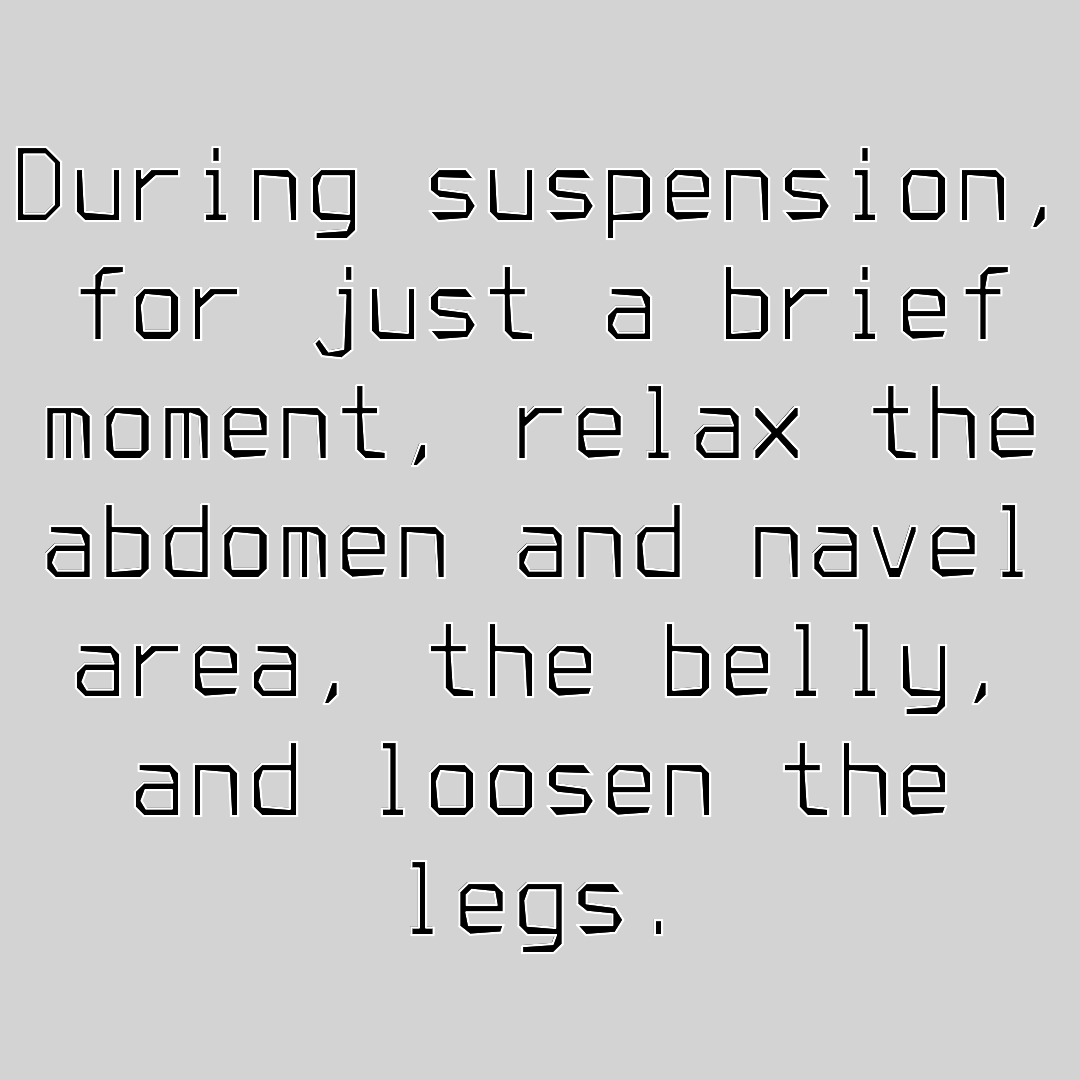 During suspension,
for just a brief
moment, relax the
abdomen and navel
area, the belly,
and loosen the
legs.